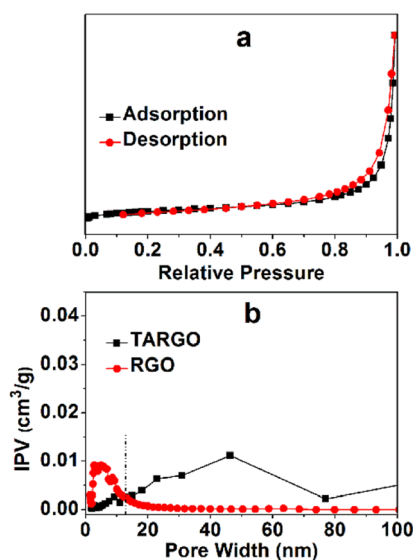 a
Adsorption
Desorption
0.0 0.2 0.4 0.6 0.8 1.0
Relative Pressure
b
0.04
0.03
0.02
0.01
0.00
TARGO
RGO
IPV (cm³/g)
0 20 40 60 80 100
Pore Width (nm)